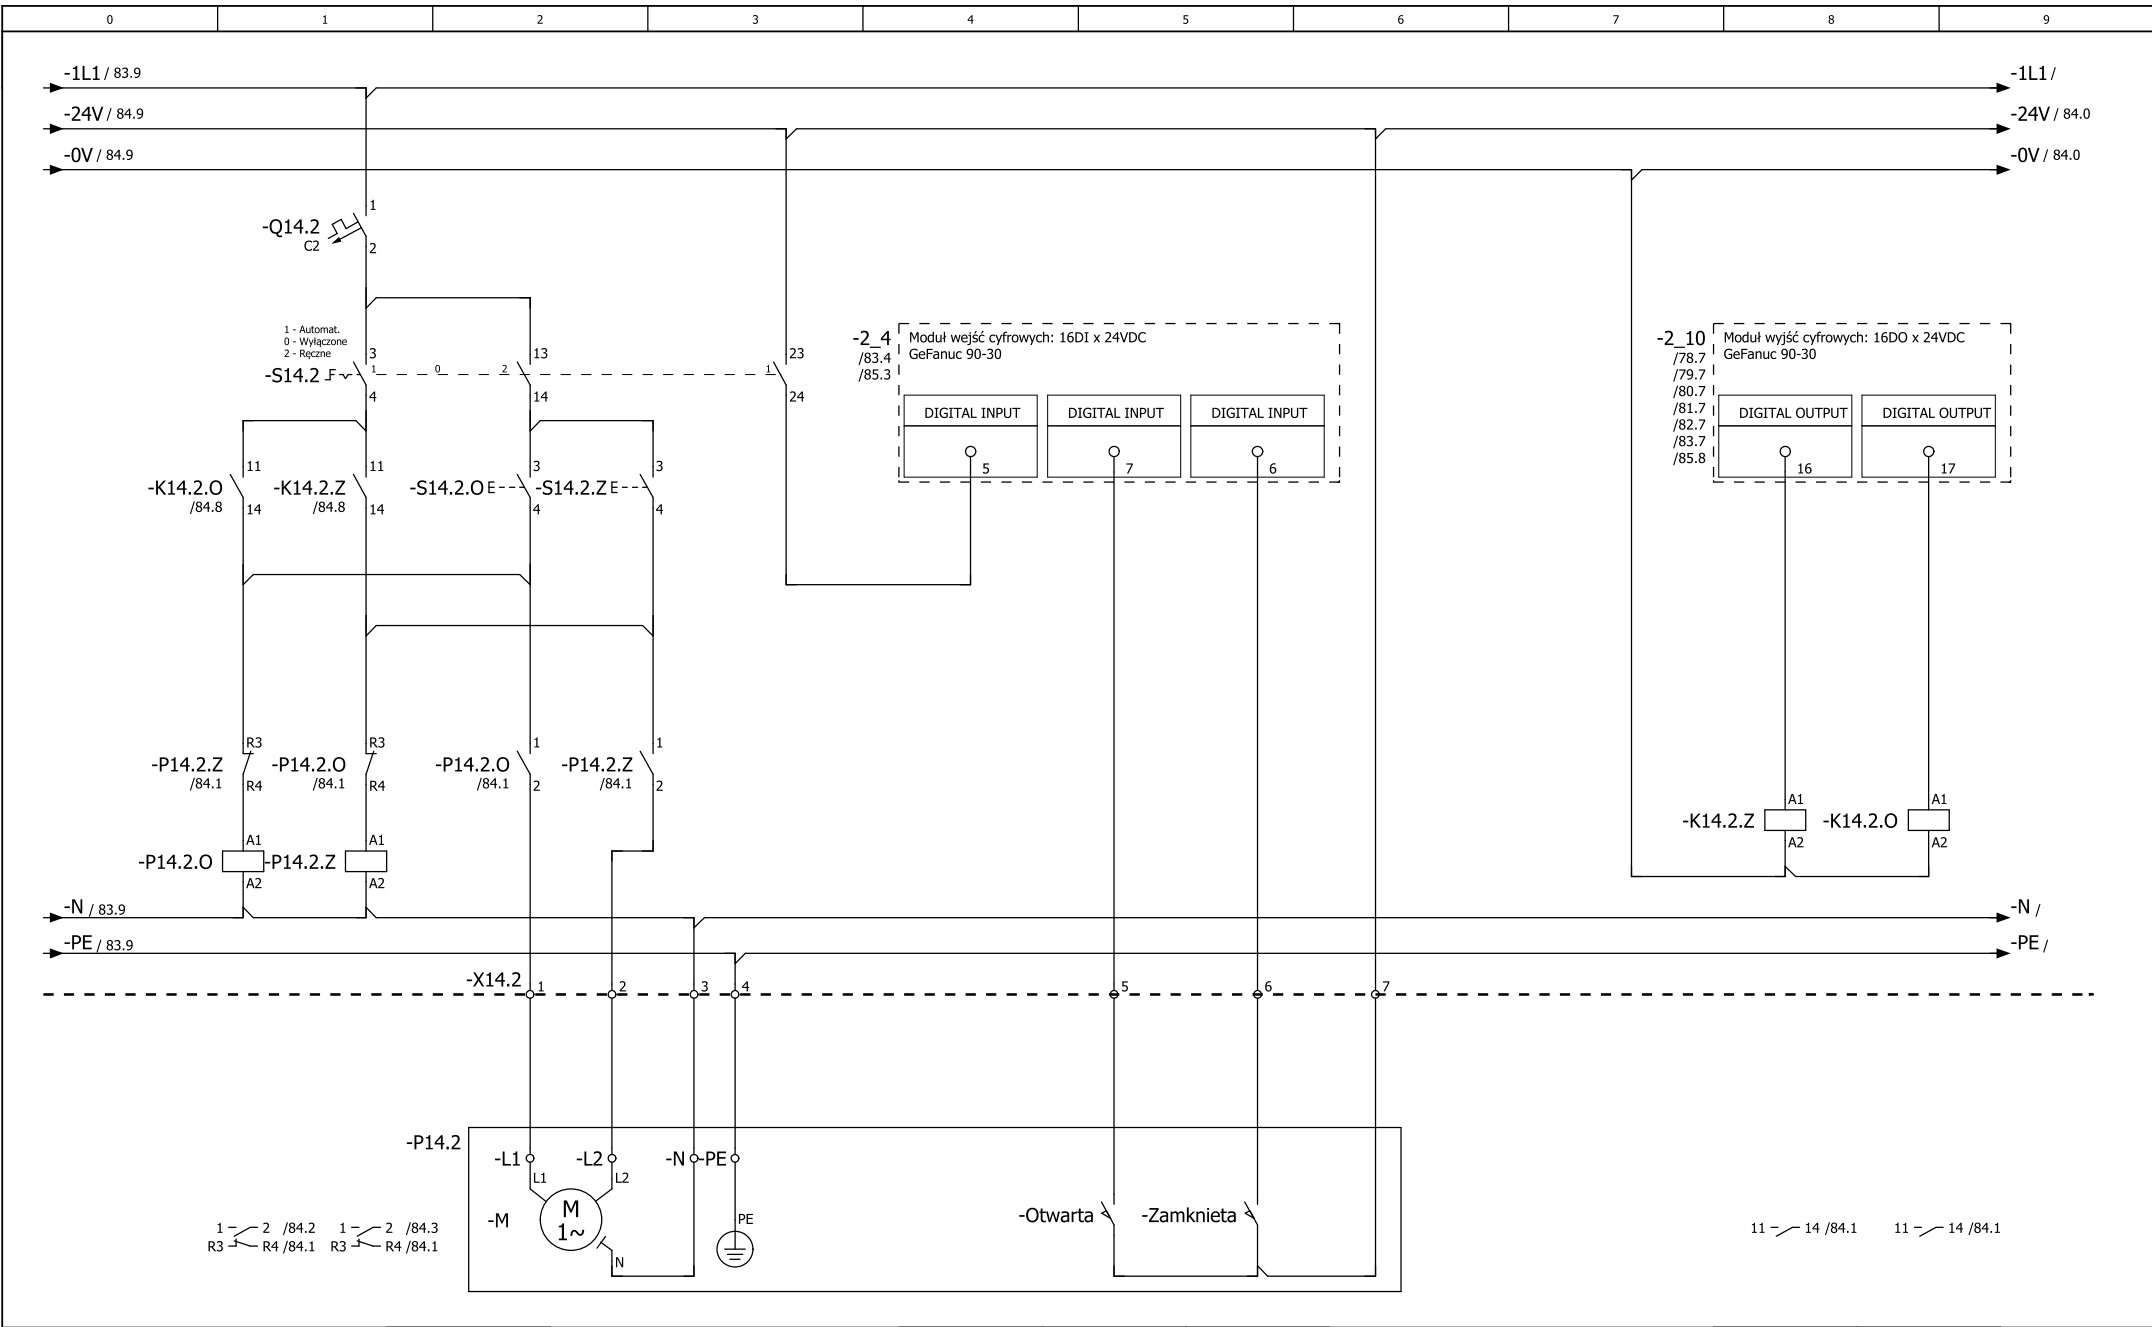 0 1 2 3 4 5 6 7 8 9
-1L1 / 83.9 -1L1 /
-24V / 84.9 -24V / 84.0
-0V / 84.9 -0V / 84.0
1
-Q14.2
C2
2
1 - Automat.
0 - Wyłączone
2 - Ręczne
3 13 23
-S14.2 1 0 2 1
4 14 24
-2_4
/83.4
/85.3
Moduł wejść cyfrowych: 16DI x 24VDC
GeFanuc 90-30
DIGITAL INPUT DIGITAL INPUT DIGITAL INPUT
5 7 6
-2_10
/78.7
/79.7
/80.7
/81.7
/82.7
/83.7
/85.8
Moduł wyjść cyfrowych: 16DO x 24VDC
GeFanuc 90-30
DIGITAL OUTPUT DIGITAL OUTPUT
16 17
11 11 3 3
-K14.2.O -K14.2.Z -S14.2.O -S14.2.Z
/84.8 /84.8
14 14 4 4
R3 R3 1 1
-P14.2.Z -P14.2.O -P14.2.O -P14.2.Z
/84.1 /84.1 /84.1 /84.1
R4 R4 2 2
A1 A1
-P14.2.O -P14.2.Z
A2 A2
A1 A1
-K14.2.Z -K14.2.O
A2 A2
-N / 83.9 -N /
-PE / 83.9 -PE /
-X14.2 1 2 3 4 5 6 7
-P14.2
-L1 -L2 -N -PE
L1 L2
-M M
1~
N
PE
-Otwarta -Zamknieta
1 2 /84.2 1 2 /84.3
R3 R4 /84.1 R3 R4 /84.1
11 14 /84.1 11 14 /84.1